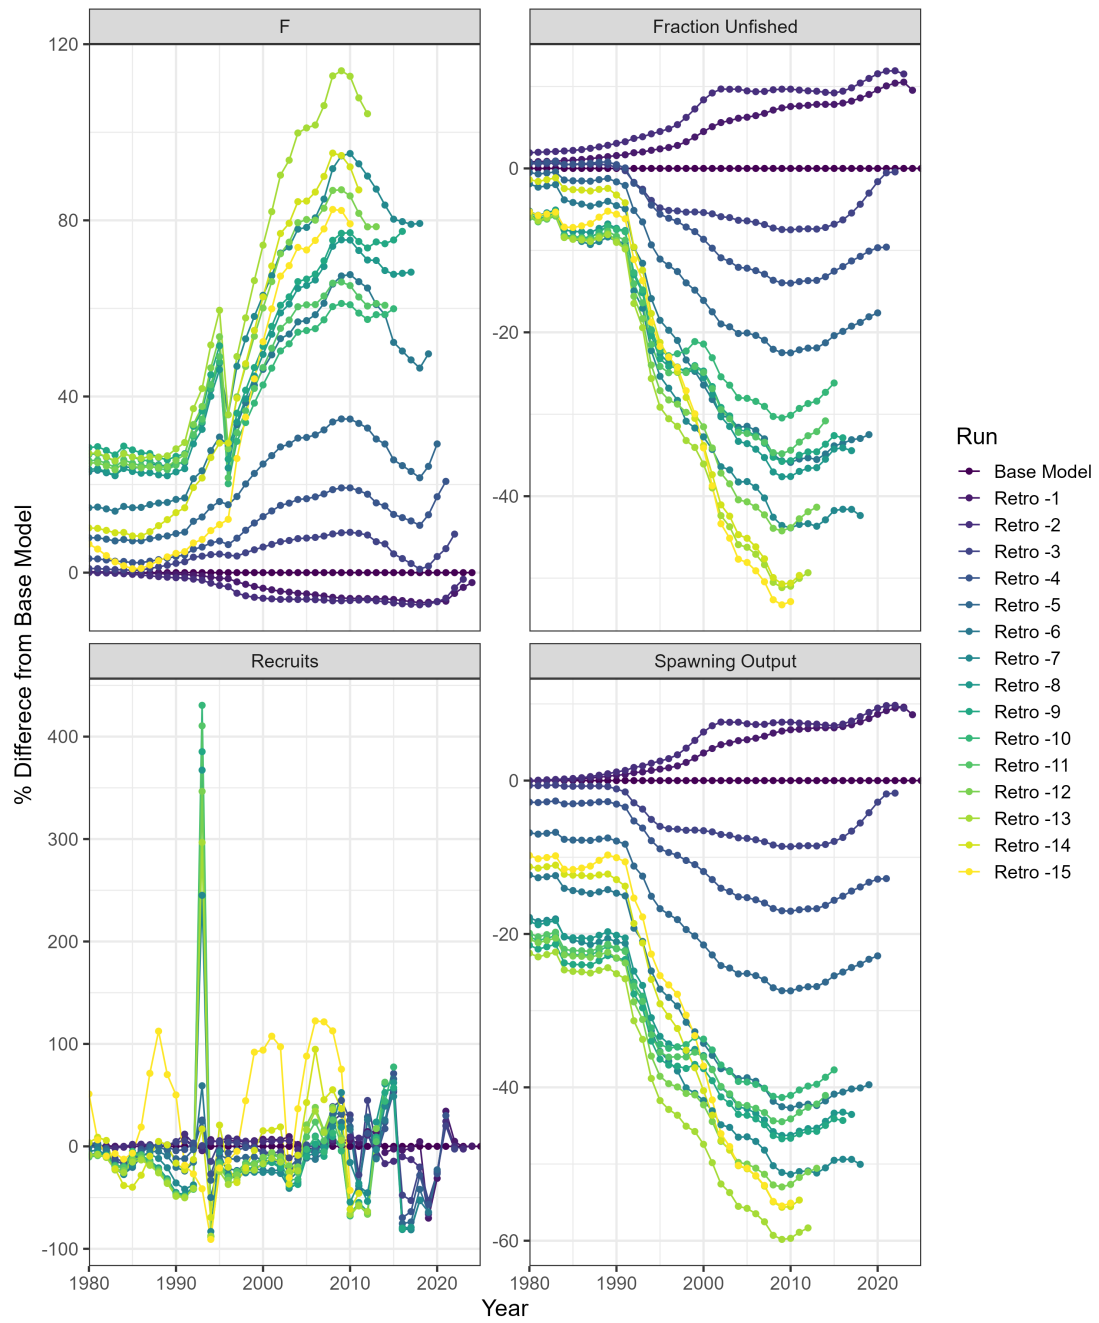 F
Fraction Unfished
120
80
40
0
0
-20
-40
Recruits
Spawning Output
400
300
200
100
0
-100
0
-20
-40
-60
1980
1990
2000
2010
2020
1980
1990
2000
2010
2020
Year
% Differece from Base Model
Run
Base Model
Retro -1
Retro -2
Retro -3
Retro -4
Retro -5
Retro -6
Retro -7
Retro -8
Retro -9
Retro -10
Retro -11
Retro -12
Retro -13
Retro -14
Retro -15